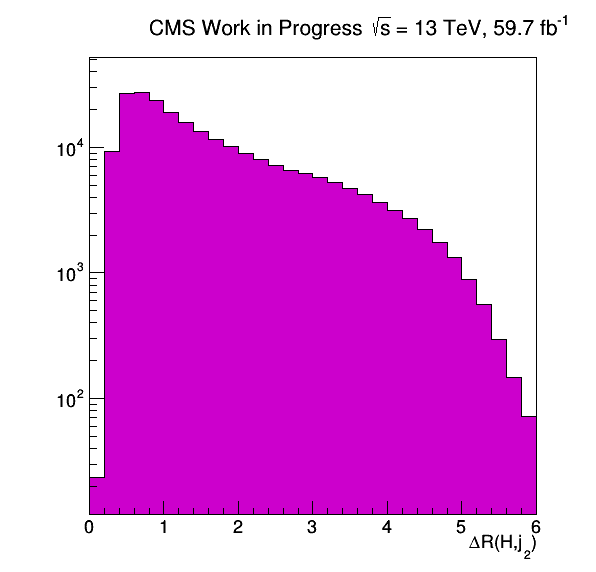 CMS Work in Progress √s = 13 TeV, 59.7 fb⁻¹
10⁴
10³
10²
0 1 2 3 4 5 6
ΔR(H,j₂)